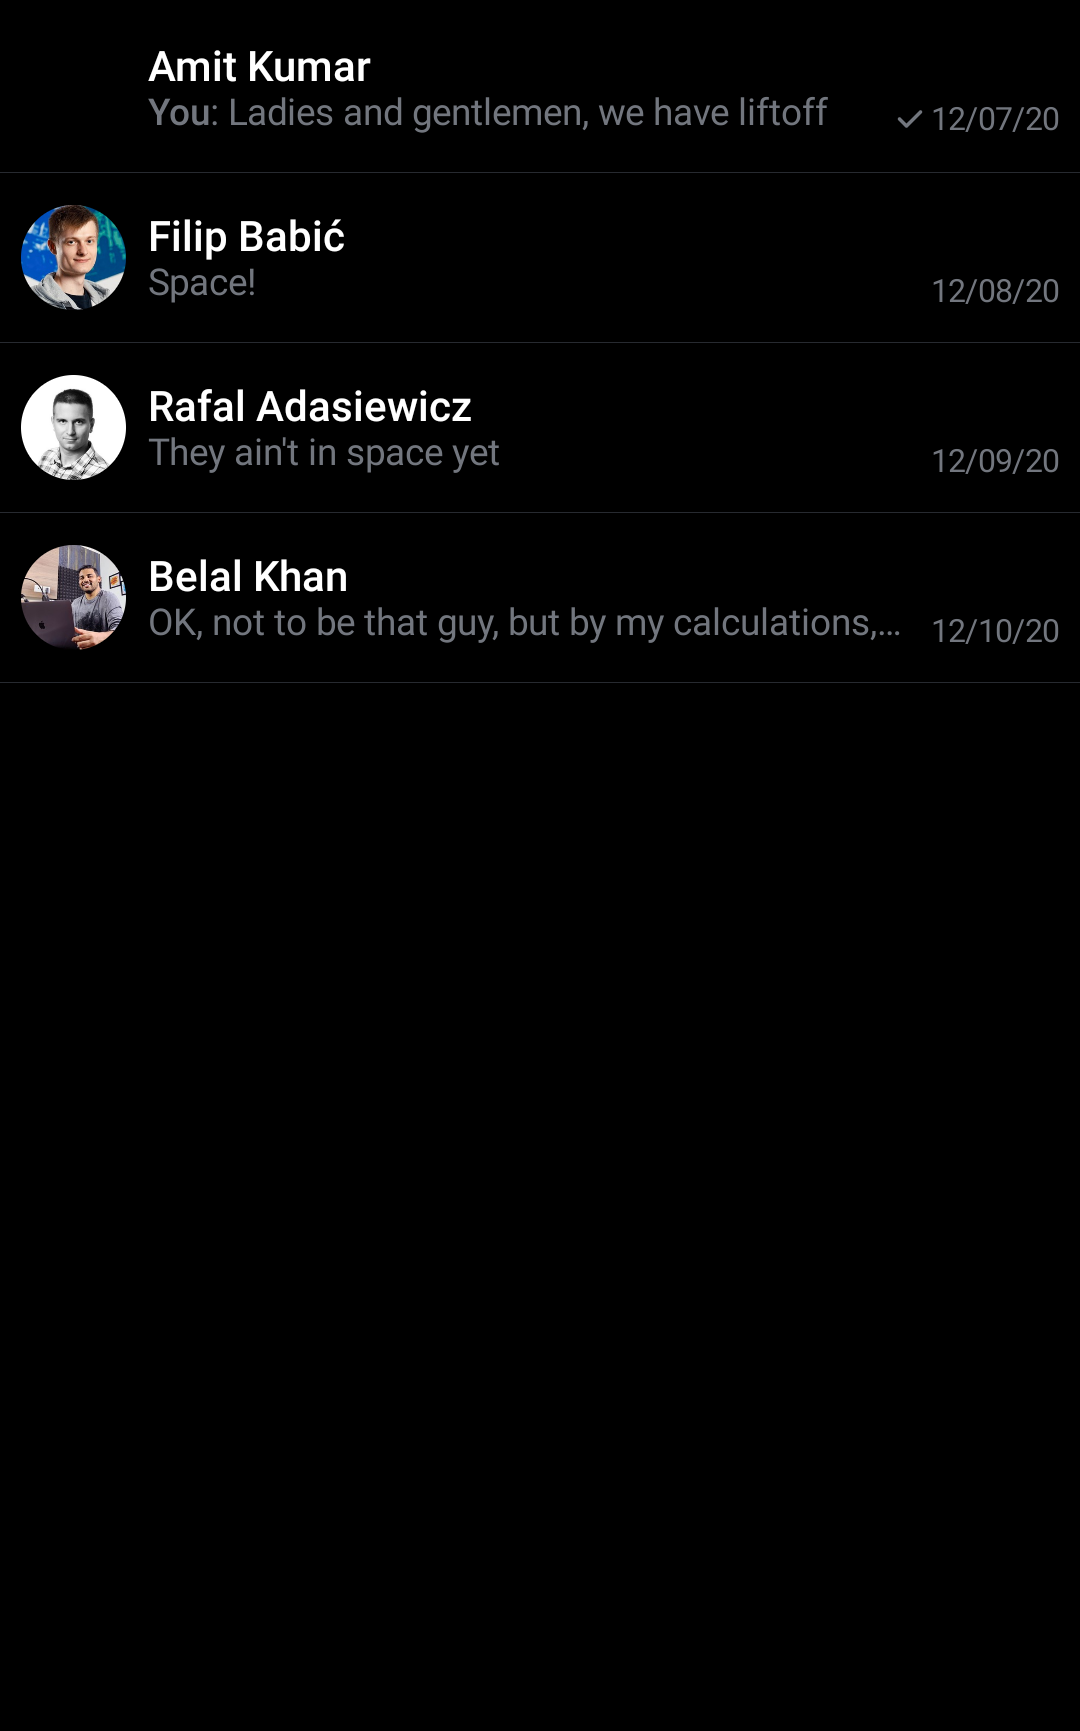 Amit Kumar
You: Ladies and gentlemen, we have liftoff
12/07/20
Filip Babić
Space!
12/08/20
Rafal Adasiewicz
They ain't in space yet
12/09/20
Belal Khan
OK, not to be that guy, but by my calculations,...
12/10/20